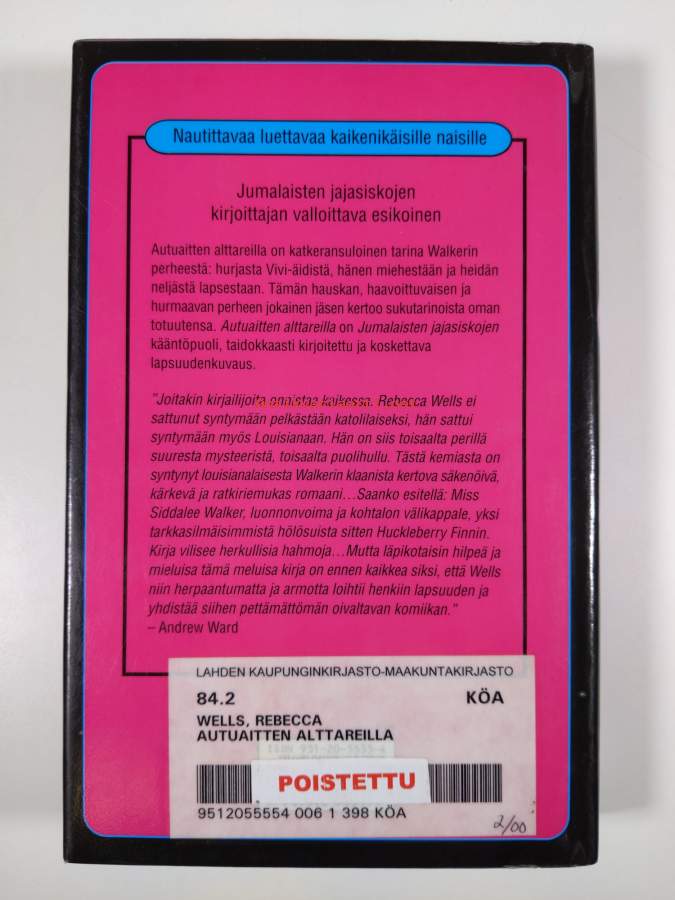 Nautittavaa luettavaa kaikenikäisille naisille
Jumalaisten jajasiskojen
kirjoittajan valloittava esikoinen
Autuaitten alttareilla on katkeransuloinen tarina Walkerin
perheestä: hurjasta Vivi-äidistä, hänen miehestään ja heidän
neljästä lapsestaan. Tämän hauskan, haavoittuvaisen ja
hurmaavan perheen jokainen jäsen kertoo sukutarinoista oman
totuutensa. Autuaitten alttareilla on Jumalaisten jajasiskojen
kääntöpuoli, taidokkaasti kirjoitettu ja koskettava
lapsuudenkuvaus.
"Joitakin kirjailijoita onnistaa kaikessa. Rebecca Wells ei
sattunut syntymään pelkästään katolilaiseksi, hän sattui
syntymään myös Louisianaan. Hän on siis toisaalta perillä
suuresta mysteeristä, toisaalta puolihullu. Tästä kemiasta on
syntynyt louisianalaisesta Walkerin klaanista kertova säkenöivä,
kärkevä ja ratkiriemukas romaani...Saanko esitellä: Miss
Siddalee Walker, luonnonvoima ja kohtalon välikappale, yksi
tarkkasilmäisimmistä hölösuista sitten Huckleberry Finnin.
Kirja vilisee herkullisia hahmoja...Mutta läpikotaisin hilpeä ja
mieluisa tämä meluisa kirja on ennen kaikkea siksi, että Wells
niin herpaantumatta ja armotta loihtii henkiin lapsuuden ja
yhdistää siihen pettämättömän oivaltavan komiikan."
– Andrew Ward
LAHDEN KAUPUNGINKIRJASTO-MAAKUNTAKIRJASTO
84.2 KÖA
WELLS, REBECCA
AUTUAITTEN ALTTAREILLA
POISTETTU
9512055554 006 1 398 KÖA
2/00